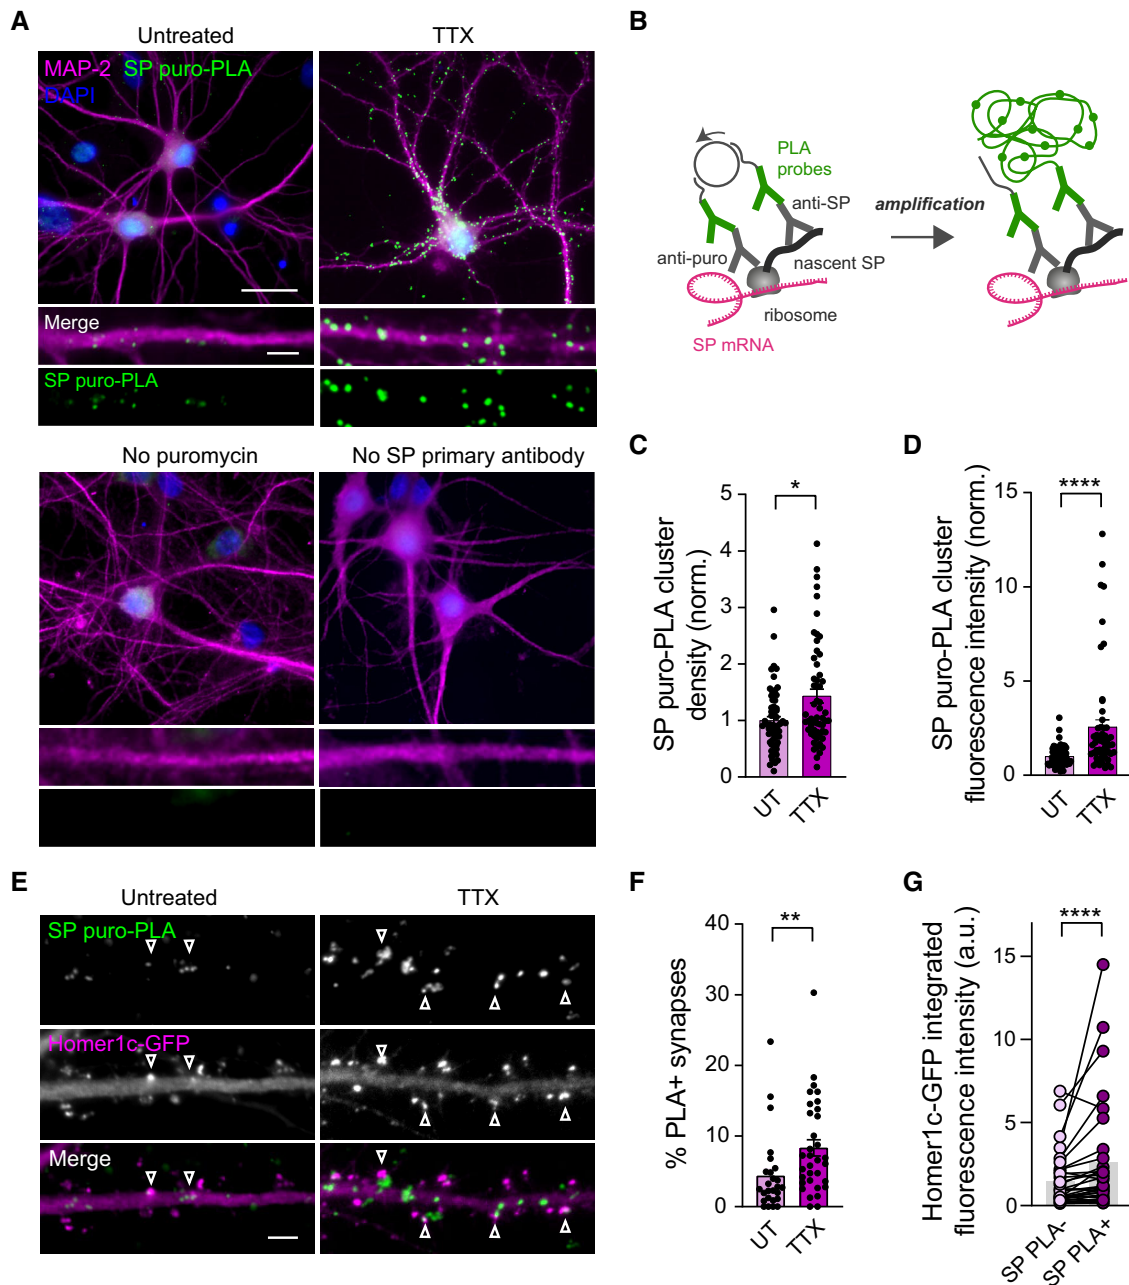 A
Untreated
TTX
MAP-2 SP puro-PLA
DAPI
Merge
SP puro-PLA
No puromycin
No SP primary antibody
B
PLA
probes
anti-SP
amplification
anti-puro
nascent SP
ribosome
SP mRNA
C
SP puro-PLA cluster
density (norm.)
5
4
3
2
1
0
*
UT
TTX
D
SP puro-PLA cluster
fluorescence intensity (norm.)
15
10
5
0
****
UT
TTX
E
Untreated
TTX
SP puro-PLA
Homer1c-GFP
Merge
F
% PLA+ synapses
40
30
20
10
0
**
UT
TTX
G
Homer1c-GFP integrated
fluorescence intensity (a.u.)
15
10
5
0
****
SP PLA-
SP PLA+